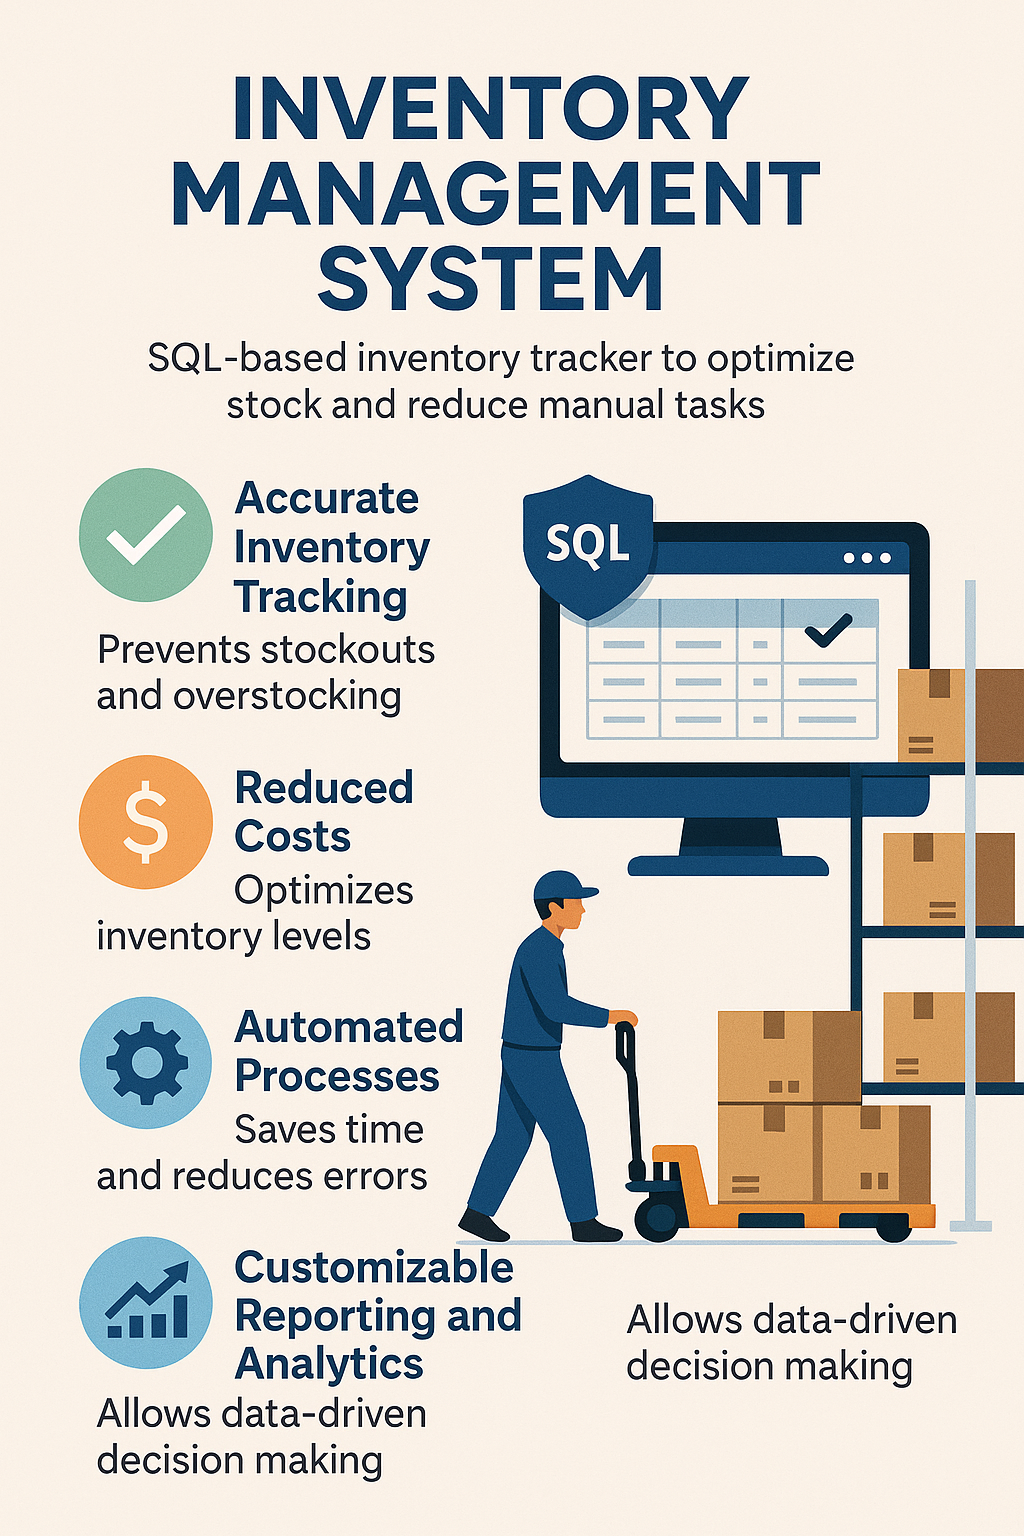 INVENTORY
MANAGEMENT
SYSTEM
SQL-based inventory tracker to optimize
stock and reduce manual tasks
Accurate
Inventory
Tracking
Prevents stockouts
and overstocking
SQL
Reduced
Costs
Optimizes
inventory levels
Automated
Processes
Saves time
and reduces errors
Customizable
Reporting and
Analytics
Allows data-driven
decision making
Allows data-driven
decision making